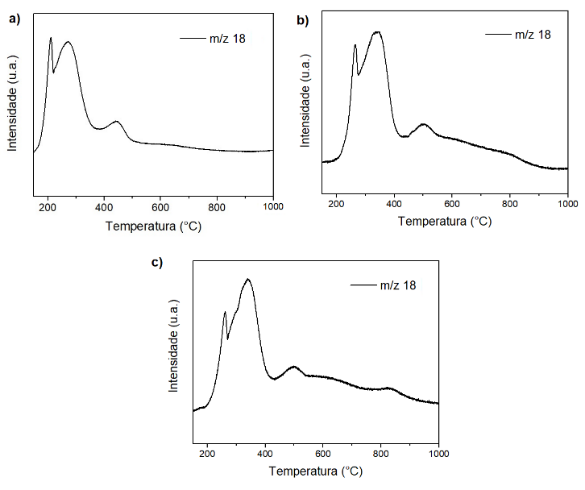 a)
m/z 18
Intensidade (u.a.)
200 400 600 800 1000
Temperatura (°C)
b)
m/z 18
Intensidade (u.a.)
200 400 600 800 1000
Temperatura (°C)
c)
m/z 18
Intensidade (u.a.)
200 400 600 800 1000
Temperatura (°C)